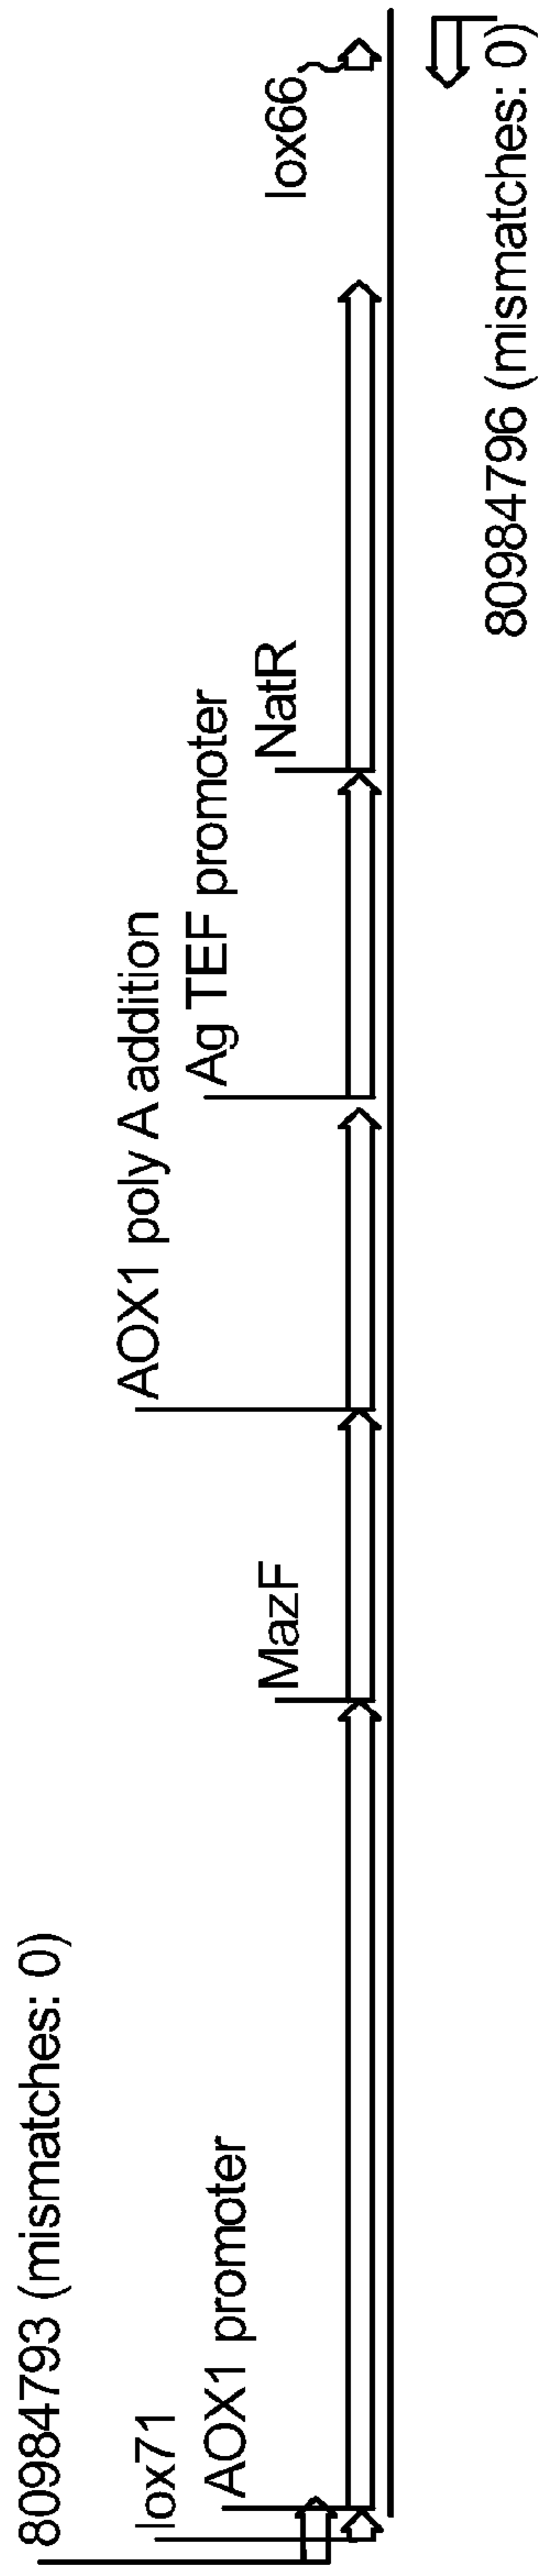 80984793 (mismatches: 0)
lox71
AOX1 promoter
MazF
AOX1 poly A addition
Ag TEF promoter
NatR
lox66
80984796 (mismatches: 0)